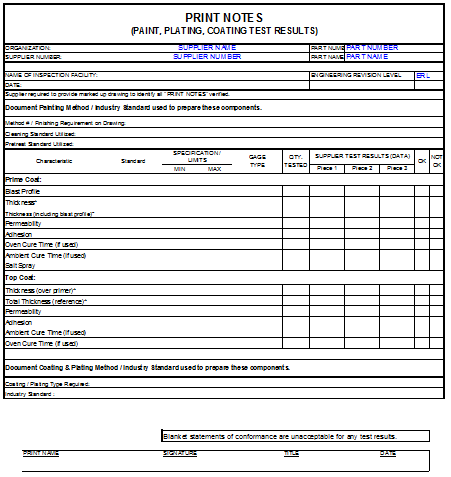 PRINT NOTES
(PAINT, PLATING, COATING TEST RESULTS)
ORGANIZATION: SUPPLIER NAME PART NUMBER PART NUMBER
SUPPLIER NUMBER: SUPPLIER NUMBER PART NAME PART NAME
NAME OF INSPECTION FACILITY: ENGINEERING REVISION LEVEL ERL
DATE:
Supplier required to provide marked up drawing to identify all "PRINT NOTES" verified.
Document Painting Method / Industry Standard used to prepare these components.
Method # / Finishing Requirement on Drawing:
Cleaning Standard Utilized:
Pretreat Standard Utilized:
Characteristic Standard SPECIFICATION / LIMITS MIN MAX GAGE TYPE QTY. TESTED SUPPLIER TEST RESULTS (DATA) Piece 1 Piece 2 Piece 3 OK NOT OK
Prime Coat:
Blast Profile
Thickness*
Thickness (including blast profile)*
Permeability
Adhesion
Oven Cure Time (if used)
Ambient Cure Time (if used)
Salt Spray
Top Coat:
Thickness (over primer)*
Total Thickness (reference)*
Permeability
Adhesion
Ambient Cure Time (if used)
Oven Cure Time (if used)
Document Coating & Plating Method / Industry Standard used to prepare these components.
Coating / Plating Type Required:
Industry Standard :
Blanket statements of conformance are unacceptable for any test results.
PRINT NAME SIGNATURE TITLE DATE